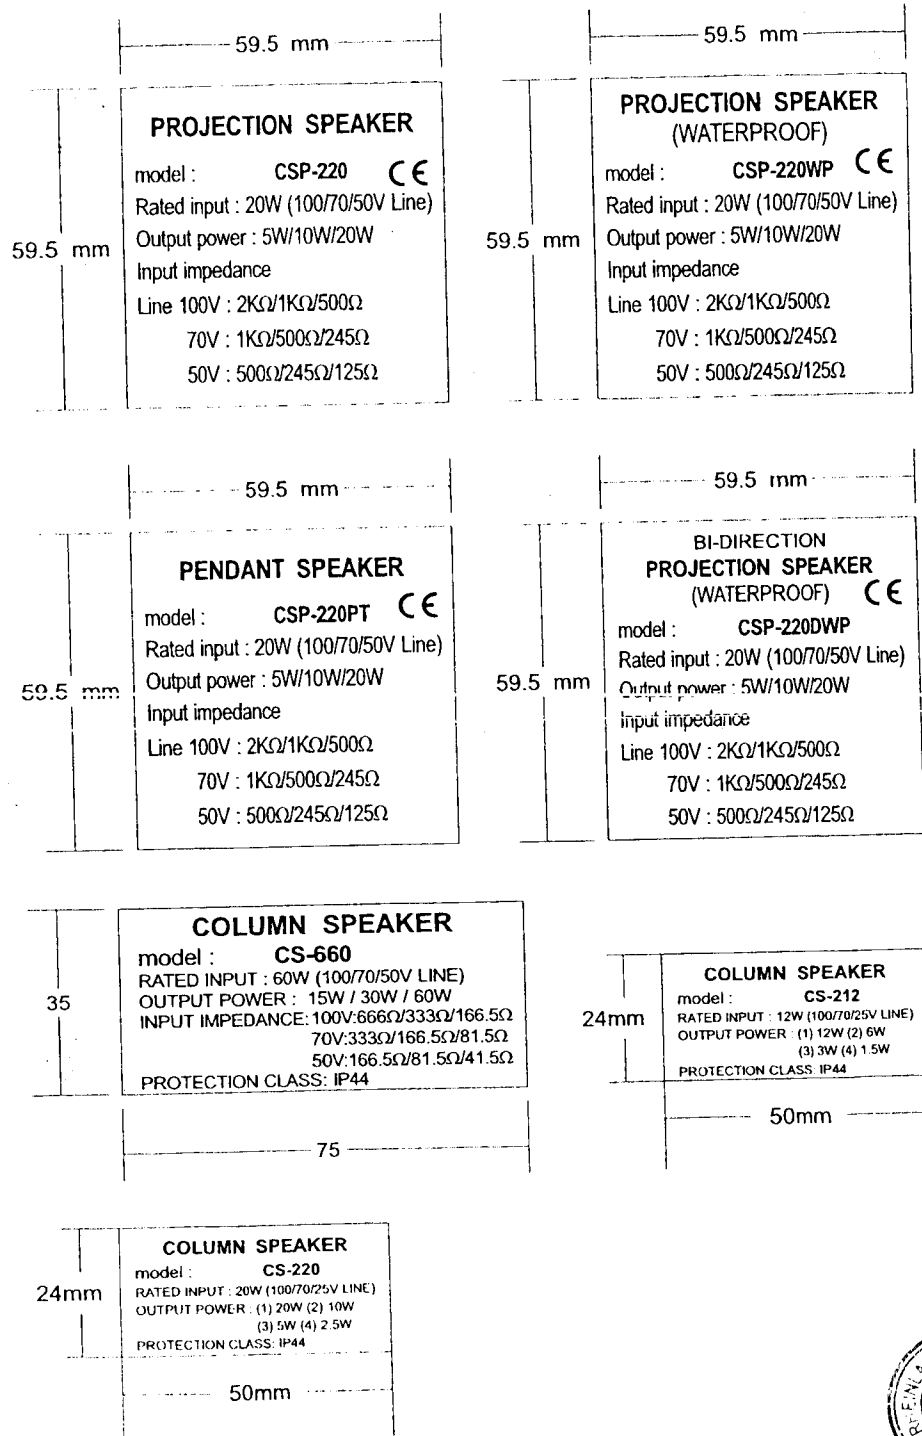 59.5 mm
59.5 mm
PROJECTION SPEAKER
model : CSP-220 CE
Rated input : 20W (100/70/50V Line)
Output power : 5W/10W/20W
Input impedance
Line 100V : 2KΩ/1KΩ/500Ω
70V : 1KΩ/500Ω/245Ω
50V : 500Ω/245Ω/125Ω
59.5 mm
59.5 mm
PROJECTION SPEAKER
(WATERPROOF)
model : CSP-220WP CE
Rated input : 20W (100/70/50V Line)
Output power : 5W/10W/20W
Input impedance
Line 100V : 2KΩ/1KΩ/500Ω
70V : 1KΩ/500Ω/245Ω
50V : 500Ω/245Ω/125Ω
59.5 mm
59.5 mm
PENDANT SPEAKER
model : CSP-220PT CE
Rated input : 20W (100/70/50V Line)
Output power : 5W/10W/20W
Input impedance
Line 100V : 2KΩ/1KΩ/500Ω
70V : 1KΩ/500Ω/245Ω
50V : 500Ω/245Ω/125Ω
59.5 mm
59.5 mm
BI-DIRECTION
PROJECTION SPEAKER
(WATERPROOF) CE
model : CSP-220DWP
Rated input : 20W (100/70/50V Line)
Output power : 5W/10W/20W
Input impedance
Line 100V : 2KΩ/1KΩ/500Ω
70V : 1KΩ/500Ω/245Ω
50V : 500Ω/245Ω/125Ω
35
COLUMN SPEAKER
model : CS-660
RATED INPUT : 60W (100/70/50V LINE)
OUTPUT POWER : 15W / 30W / 60W
INPUT IMPEDANCE: 100V:666Ω/333Ω/166.5Ω
70V:333Ω/166.5Ω/81.5Ω
50V:166.5Ω/81.5Ω/41.5Ω
PROTECTION CLASS: IP44
75
24mm
COLUMN SPEAKER
model : CS-212
RATED INPUT : 12W (100/70/25V LINE)
OUTPUT POWER : (1) 12W (2) 6W
(3) 3W (4) 1.5W
PROTECTION CLASS: IP44
50mm
24mm
COLUMN SPEAKER
model : CS-220
RATED INPUT : 20W (100/70/25V LINE)
OUTPUT POWER : (1) 20W (2) 10W
(3) 5W (4) 2.5W
PROTECTION CLASS: IP44
50mm